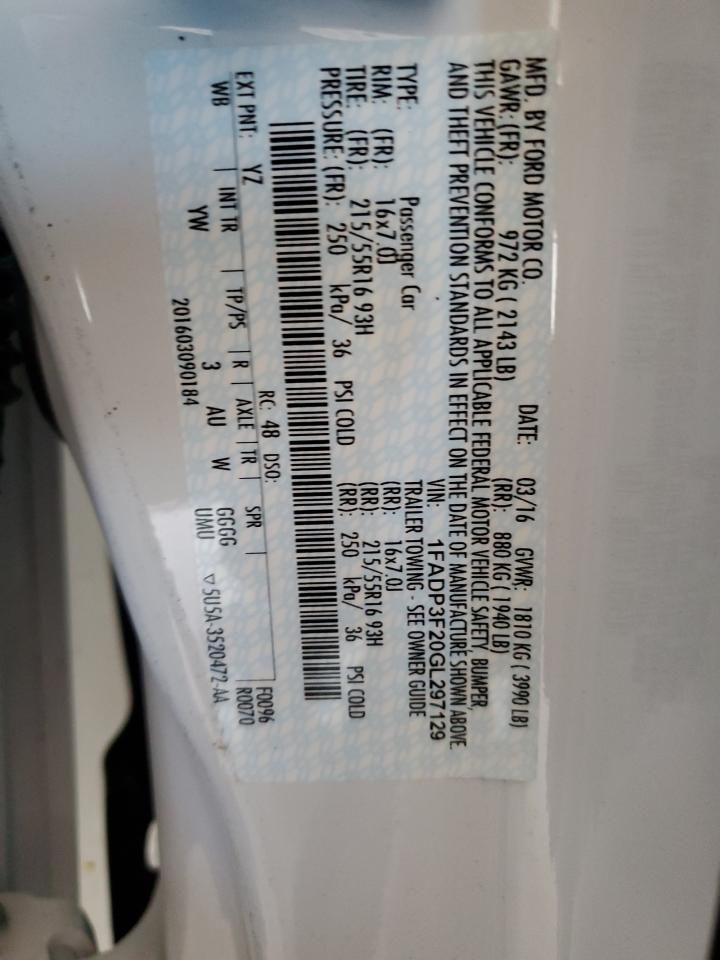 MFD. BY FORD MOTOR CO. DATE: 03/16 GVWR: 1810 KG ( 3990 LB)
GAWR: (FR): 972 KG ( 2143 LB) (RR): 880 KG ( 1940 LB)
THIS VEHICLE CONFORMS TO ALL APPLICABLE FEDERAL MOTOR VEHICLE SAFETY, BUMPER,
AND THEFT PREVENTION STANDARDS IN EFFECT ON THE DATE OF MANUFACTURE SHOWN ABOVE.
VIN: 1FADP3F20GL297129
TYPE: Passenger Car TRAILER TOWING - SEE OWNER GUIDE
RIM: (FR): 16x7.0J (RR): 16x7.0J
TIRE: (FR): 215/55R16 93H (RR): 215/55R16 93H
PRESSURE: (FR): 250 kPa/ 36 PSI COLD (RR): 250 kPa/ 36 PSI COLD
F0096
EXT PNT: YZ RC: 48 DSO: R0070
WB | INT TR | TP/PS | R | AXLE | TR | SPR |
YW 3 AU W GGGG
UMU
201603090184 ▽ 5USA-3520472-AA